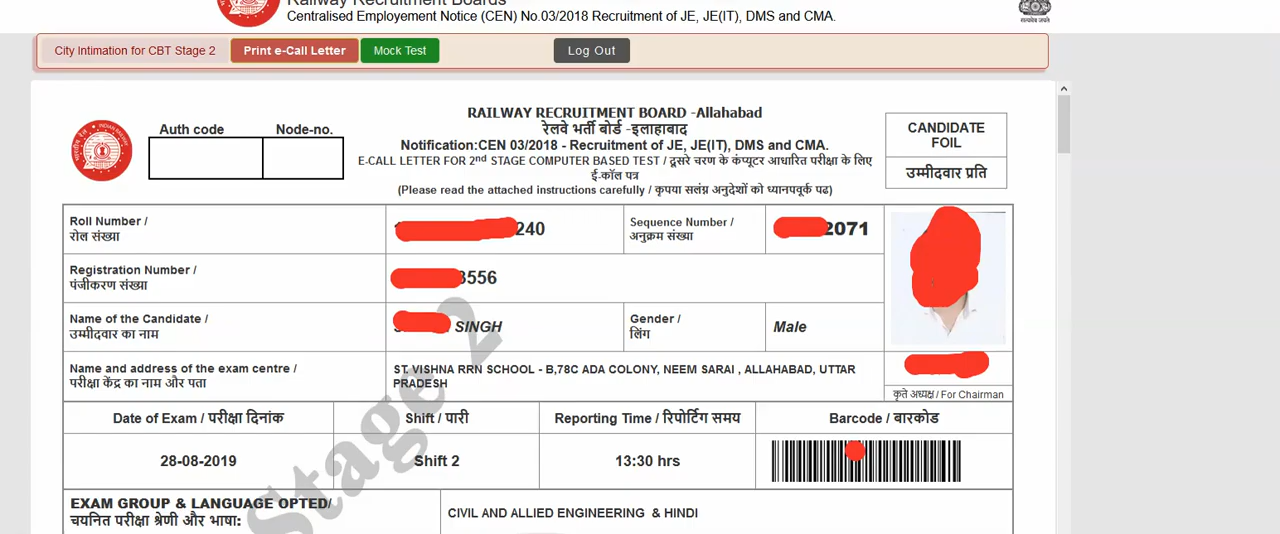 Railway Recruitment Boards
Centralised Employement Notice (CEN) No.03/2018 Recruitment of JE, JE(IT), DMS and CMA.
City Intimation for CBT Stage 2
Print e-Call Letter
Mock Test
Log Out
RAILWAY RECRUITMENT BOARD -Allahabad
रेलवे भर्ती बोर्ड -इलाहाबाद
Notification:CEN 03/2018 - Recruitment of JE, JE(IT), DMS and CMA.
E-CALL LETTER FOR 2nd STAGE COMPUTER BASED TEST / दूसरे चरण के कंप्यूटर आधारित परीक्षा के लिए
ई-कॉल पत्र
(Please read the attached instructions carefully / कृपया सलंग्न अनुदेशों को ध्यानपूर्वक पढ)
Auth code
Node-no.
CANDIDATE
FOIL
उम्मीदवार प्रति
Roll Number /
रोल संख्या
240
Sequence Number /
अनुक्रम संख्या
2071
Registration Number /
पंजीकरण संख्या
3556
Name of the Candidate /
उम्मीदवार का नाम
SINGH
Gender /
लिंग
Male
Name and address of the exam centre /
परीक्षा केंद्र का नाम और पता
ST. VISHNA RRN SCHOOL - B,78C ADA COLONY, NEEM SARAI , ALLAHABAD, UTTAR
PRADESH
कृते अध्यक्ष / For Chairman
Date of Exam / परीक्षा दिनांक
Shift / पारी
Reporting Time / रिपोर्टिंग समय
Barcode / बारकोड
28-08-2019
Shift 2
13:30 hrs
EXAM GROUP & LANGUAGE OPTED/
चयनित परीक्षा श्रेणी और भाषा:
CIVIL AND ALLIED ENGINEERING & HINDI
Stage 2